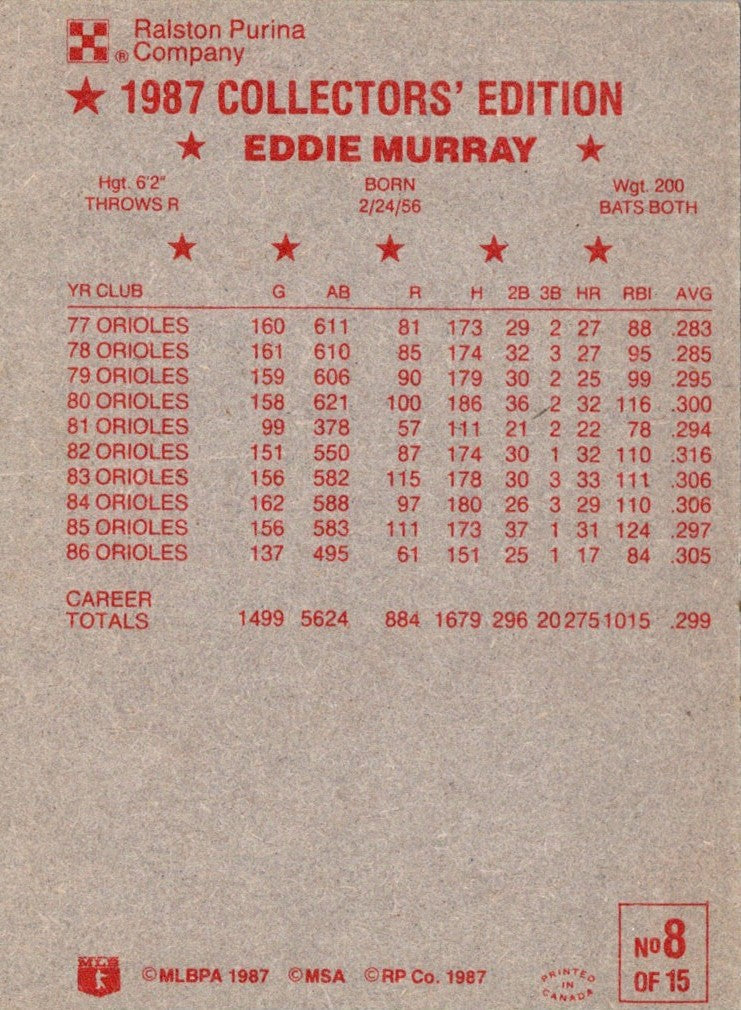 Ralston Purina
® Company
★ 1987 COLLECTORS' EDITION
★ EDDIE MURRAY ★
Hgt. 6'2" BORN Wgt. 200
THROWS R 2/24/56 BATS BOTH
★ ★ ★ ★ ★
YR CLUB G AB R H 2B 3B HR RBI AVG
77 ORIOLES 160 611 81 173 29 2 27 88 .283
78 ORIOLES 161 610 85 174 32 3 27 95 .285
79 ORIOLES 159 606 90 179 30 2 25 99 .295
80 ORIOLES 158 621 100 186 36 2 32 116 .300
81 ORIOLES 99 378 57 111 21 2 22 78 .294
82 ORIOLES 151 550 87 174 30 1 32 110 .316
83 ORIOLES 156 582 115 178 30 3 33 111 .306
84 ORIOLES 162 588 97 180 26 3 29 110 .306
85 ORIOLES 156 583 111 173 37 1 31 124 .297
86 ORIOLES 137 495 61 151 25 1 17 84 .305
CAREER
TOTALS 1499 5624 884 1679 296 20 275 1015 .299
No 8
OF 15
MLB ©MLBPA 1987 ©MSA ©RP Co. 1987
PRINTED
IN
CANADA